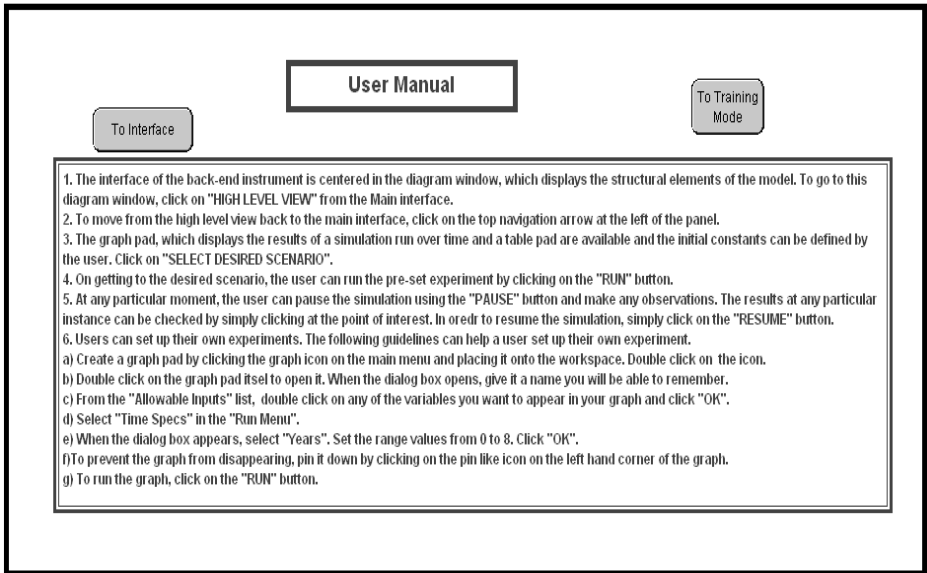 User Manual
To Interface
To Training
Mode
1. The interface of the back-end instrument is centered in the diagram window, which displays the structural elements of the model. To go to this
diagram window, click on "HIGH LEVEL VIEW" from the Main interface.
2. To move from the high level view back to the main interface, click on the top navigation arrow at the left of the panel.
3. The graph pad, which displays the results of a simulation run over time and a table pad are available and the initial constants can be defined by
the user. Click on "SELECT DESIRED SCENARIO".
4. On getting to the desired scenario, the user can run the pre-set experiment by clicking on the "RUN" button.
5. At any particular moment, the user can pause the simulation using the "PAUSE" button and make any observations. The results at any particular
instance can be checked by simply clicking at the point of interest. In oredr to resume the simulation, simply click on the "RESUME" button.
6. Users can set up their own experiments. The following guidelines can help a user set up their own experiment.
a) Create a graph pad by clicking the graph icon on the main menu and placing it onto the workspace. Double click on the icon.
b) Double click on the graph pad itsel to open it. When the dialog box opens, give it a name you will be able to remember.
c) From the "Allowable Inputs" list, double click on any of the variables you want to appear in your graph and click "OK".
d) Select "Time Specs" in the "Run Menu".
e) When the dialog box appears, select "Years". Set the range values from 0 to 8. Click "OK".
f)To prevent the graph from disappearing, pin it down by clicking on the pin like icon on the left hand corner of the graph.
g) To run the graph, click on the "RUN" button.